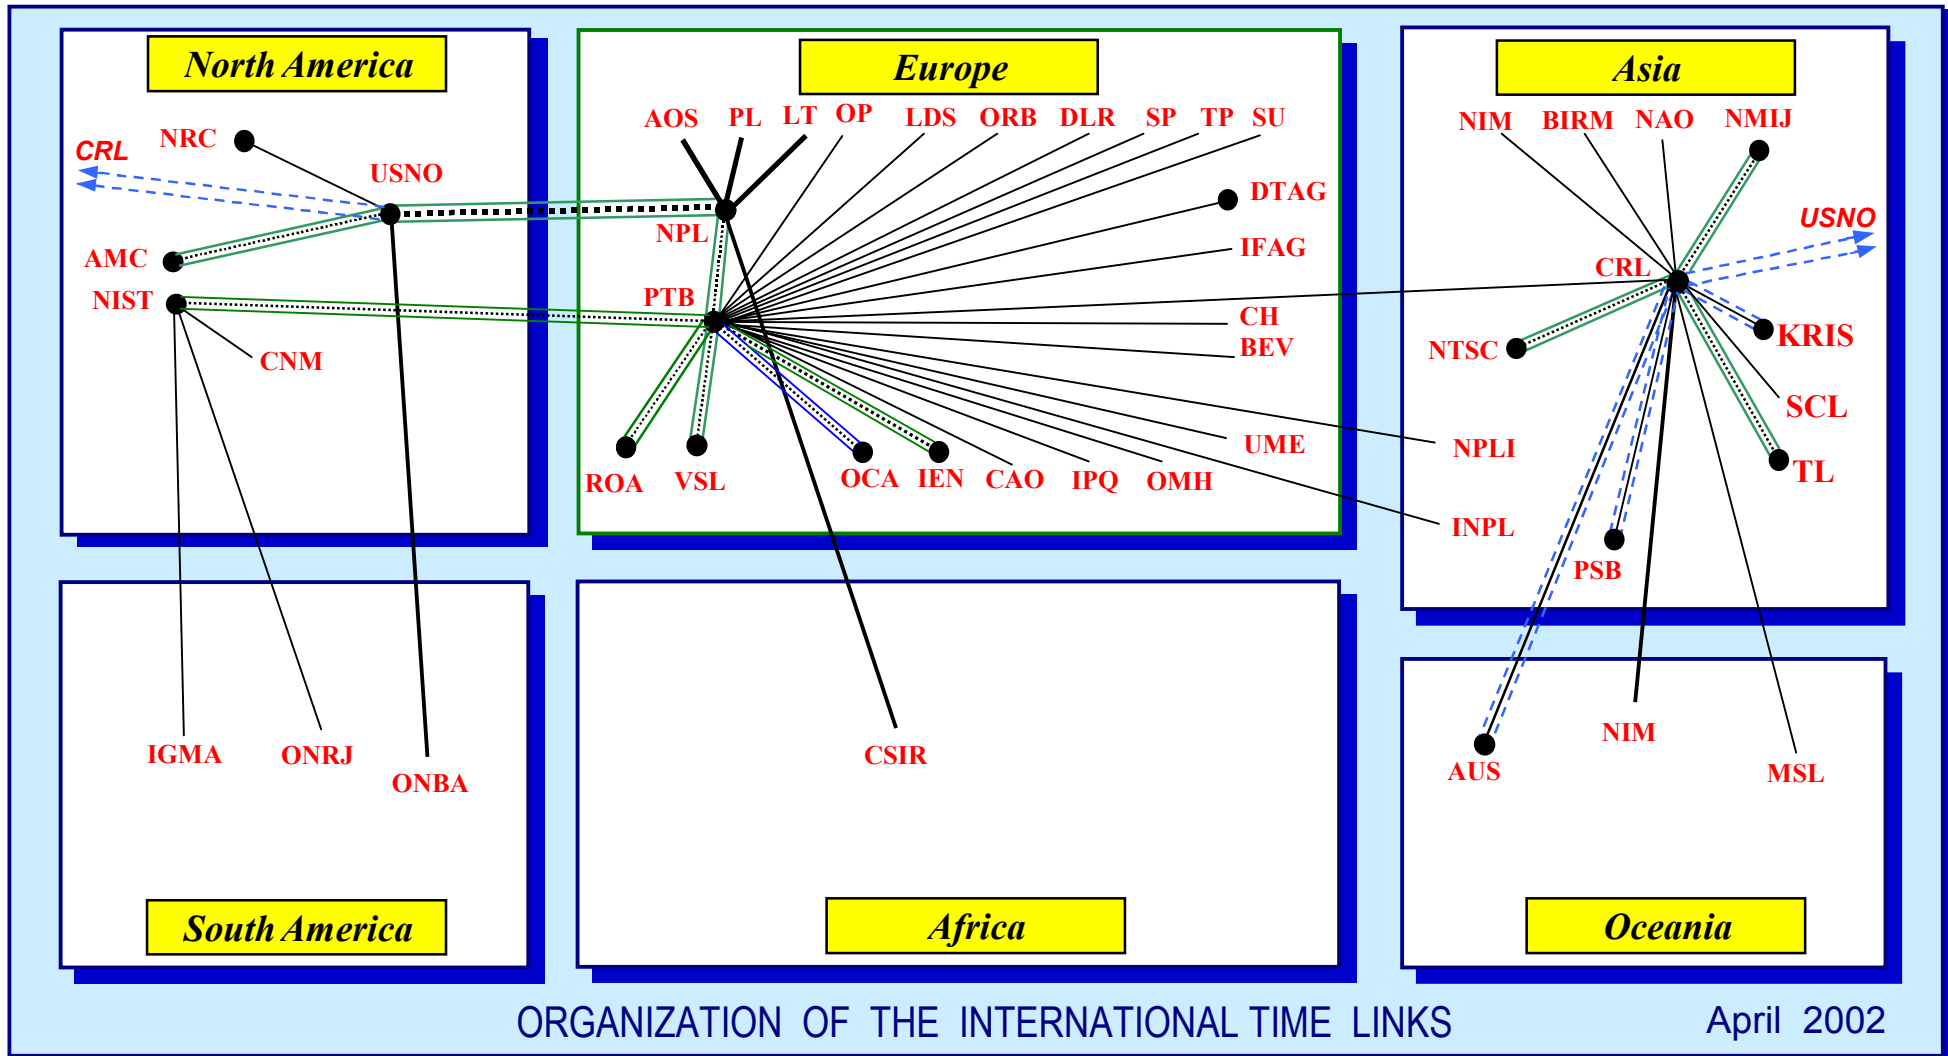 North America
NRC
CRL
USNO
AMC
NIST
CNM
Europe
AOS PL LT OP LDS ORB DLR SP TP SU
DTAG
NPL
IFAG
PTB
CH
BEV
UME
ROA VSL OCA IEN CAO IPQ OMH
Asia
NIM BIRM NAO NMIJ
USNO
CRL
KRIS
NTSC
SCL
NPLI
TL
INPL
PSB
IGMA ONRJ ONBA
South America
CSIR
Africa
NIM
AUS MSL
Oceania
ORGANIZATION OF THE INTERNATIONAL TIME LINKS April 2002